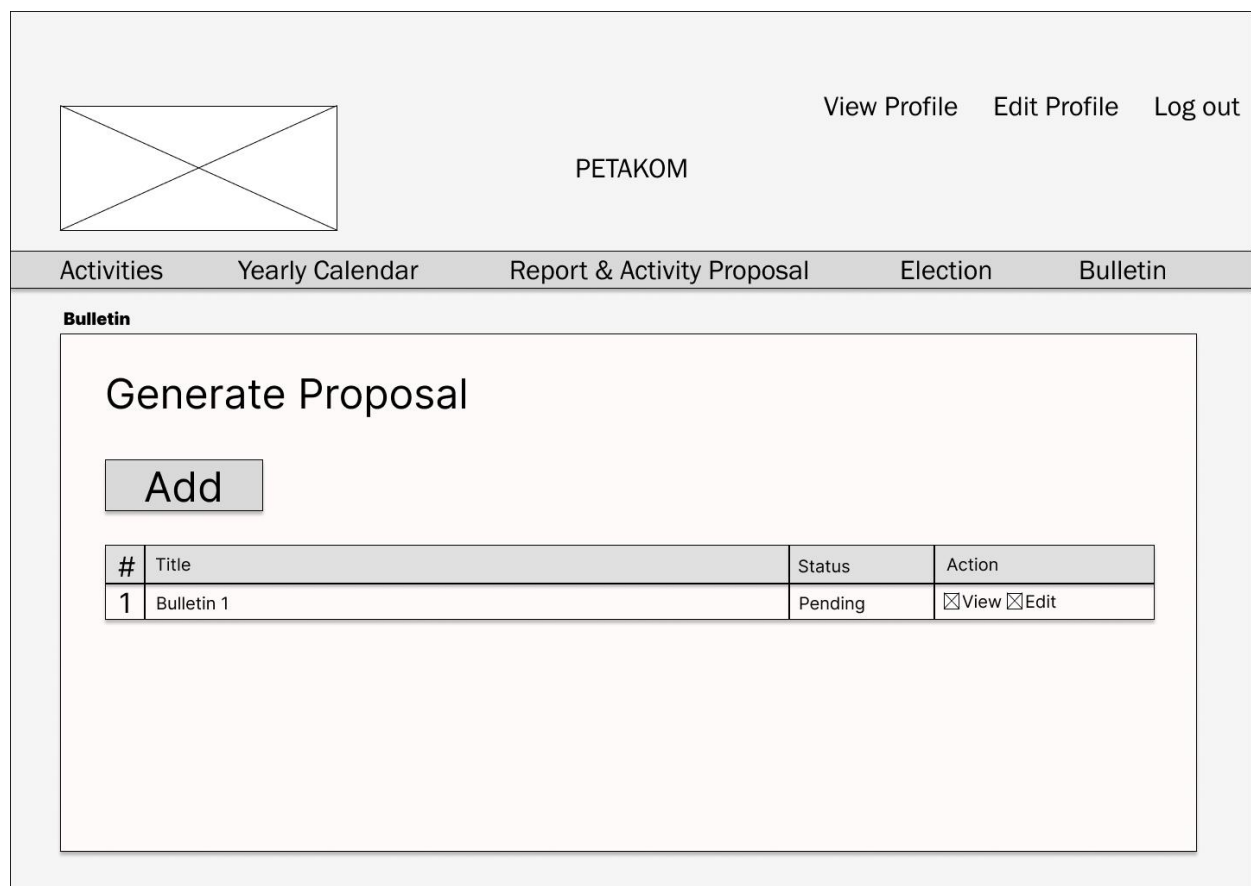 View Profile Edit Profile Log out
PETAKOM
Activities Yearly Calendar Report & Activity Proposal Election Bulletin
Bulletin
Generate Proposal
Add
# Title Status Action
1 Bulletin 1 Pending View Edit